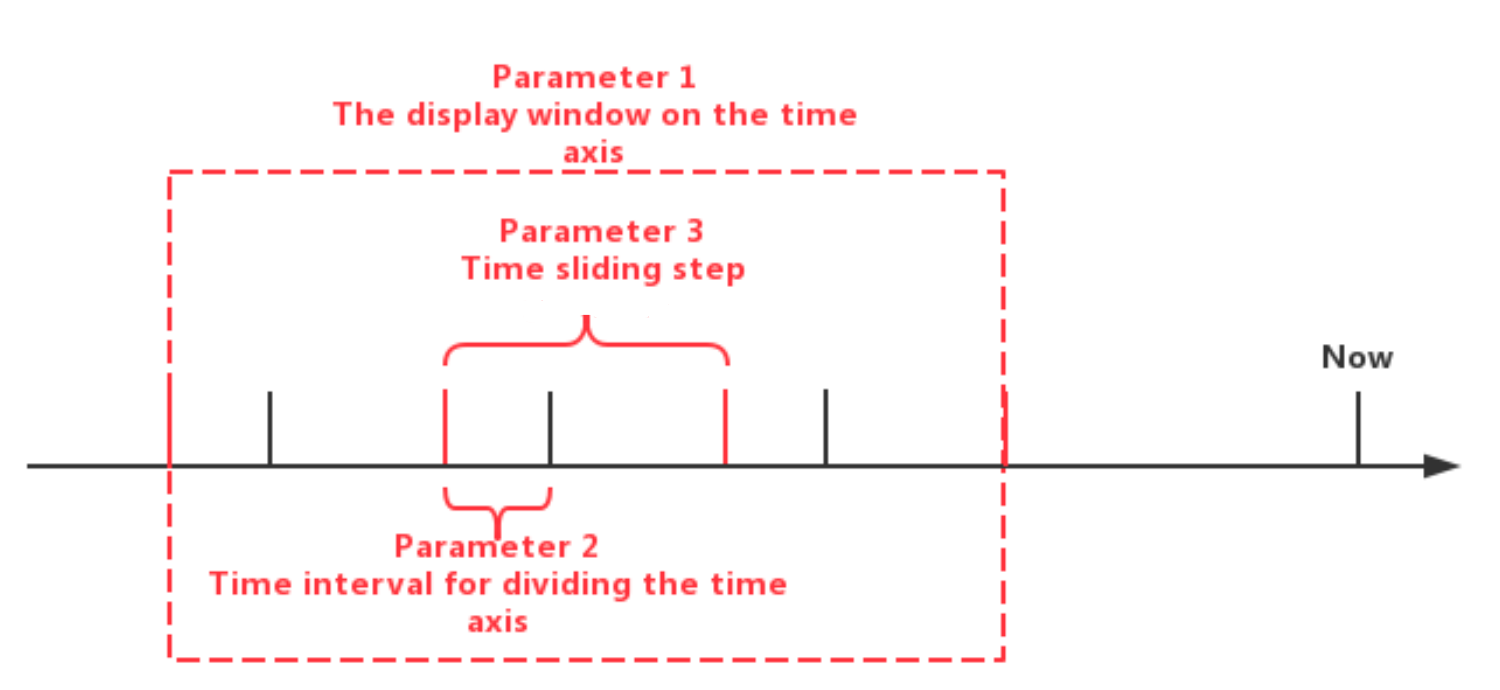 Parameter 1
The display window on the time
axis
Parameter 3
Time sliding step
Now
Parameter 2
Time interval for dividing the time
axis